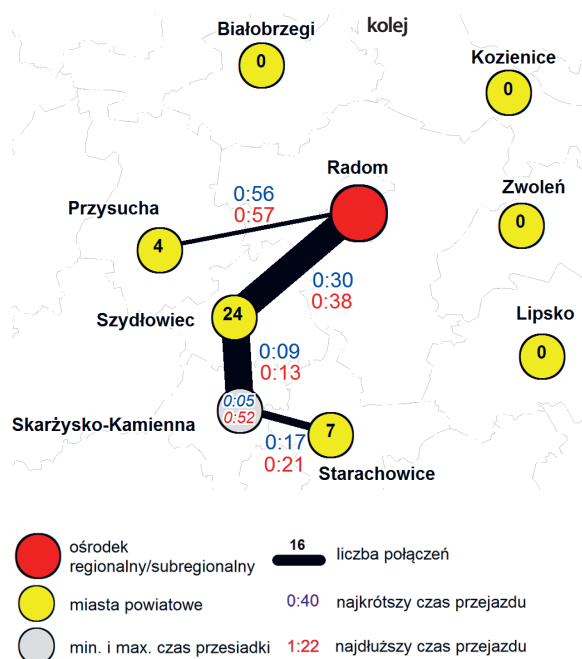 kolej
Białobrzegi
0
Kozienice
0
Radom
0:56
0:57
Przysucha
4
Zwoleń
0
0:30
0:38
Szydłowiec
24
Lipsko
0
0:09
0:13
Skarżysko-Kamienna
0:05
0:52
7
0:17
0:21
Starachowice
ośrodek
regionalny/subregionalny
16
liczba połączeń
miasta powiatowe
0:40
najkrótszy czas przejazdu
min. i max. czas przesiadki
1:22
najdłuższy czas przejazdu